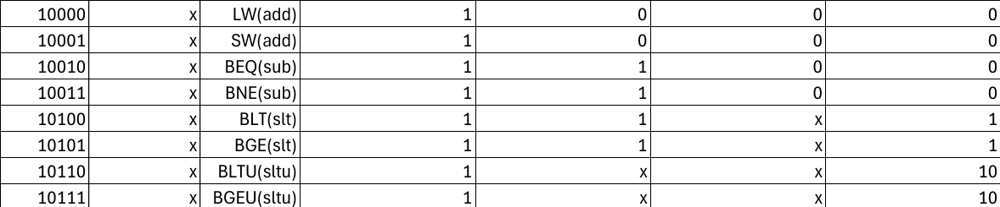 10000 x LW(add) 1 0 0 0
10001 x SW(add) 1 0 0 0
10010 x BEQ(sub) 1 1 0 0
10011 x BNE(sub) 1 1 0 0
10100 x BLT(slt) 1 1 x 1
10101 x BGE(slt) 1 1 x 1
10110 x BLTU(sltu) 1 x x 10
10111 x BGEU(sltu) 1 x x 10